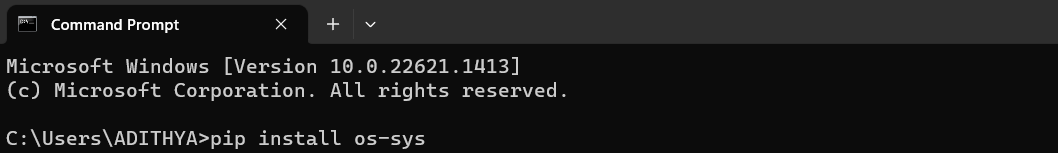 Command Prompt
Microsoft Windows [Version 10.0.22621.1413]
(c) Microsoft Corporation. All rights reserved.
C:\Users\ADITHYA>pip install os-sys